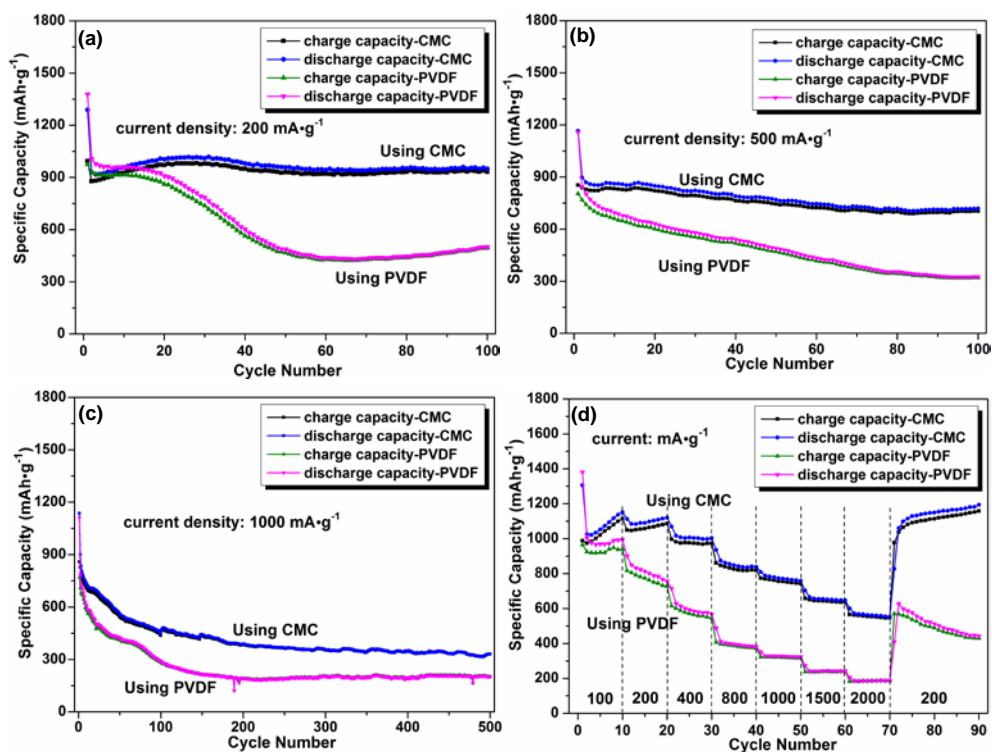 (a)
charge capacity-CMC
discharge capacity-CMC
charge capacity-PVDF
discharge capacity-PVDF
current density: 200 mA•g⁻¹
Using CMC
Using PVDF
Specific Capacity (mAh•g⁻¹)
1800
1500
1200
900
600
300
0
0 20 40 60 80 100
Cycle Number
(b)
charge capacity-CMC
discharge capacity-CMC
charge capacity-PVDF
discharge capacity-PVDF
current density: 500 mA•g⁻¹
Using CMC
Using PVDF
Specific Capacity (mAh•g⁻¹)
1800
1500
1200
900
600
300
0
0 20 40 60 80 100
Cycle Number
(c)
charge capacity-CMC
discharge capacity-CMC
charge capacity-PVDF
discharge capacity-PVDF
current density: 1000 mA•g⁻¹
Using CMC
Using PVDF
Specific Capacity (mAh•g⁻¹)
1800
1500
1200
900
600
300
0
0 100 200 300 400 500
Cycle Number
(d)
charge capacity-CMC
discharge capacity-CMC
charge capacity-PVDF
discharge capacity-PVDF
current: mA•g⁻¹
Using CMC
Using PVDF
100 200 400 800 1000 1500 2000 200
Specific Capacity (mAh•g⁻¹)
1800
1600
1400
1200
1000
800
600
400
200
0
0 10 20 30 40 50 60 70 80 90
Cycle Number